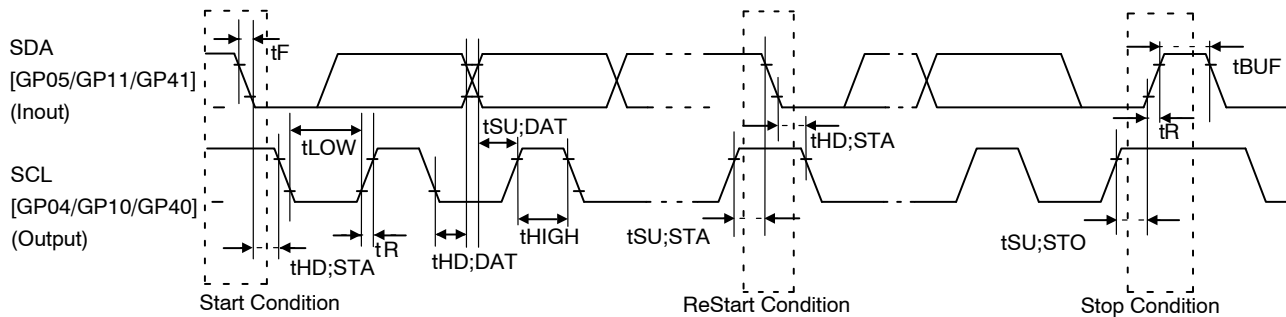 SDA
[GP05/GP11/GP41]
(Inout)
tF
tBUF
tSU;DAT
tLOW
tHD;STA
tR
SCL
[GP04/GP10/GP40]
(Output)
tHIGH
tSU;STA
tSU;STO
tHD;STA
tR
tHD;DAT
Start Condition
ReStart Condition
Stop Condition